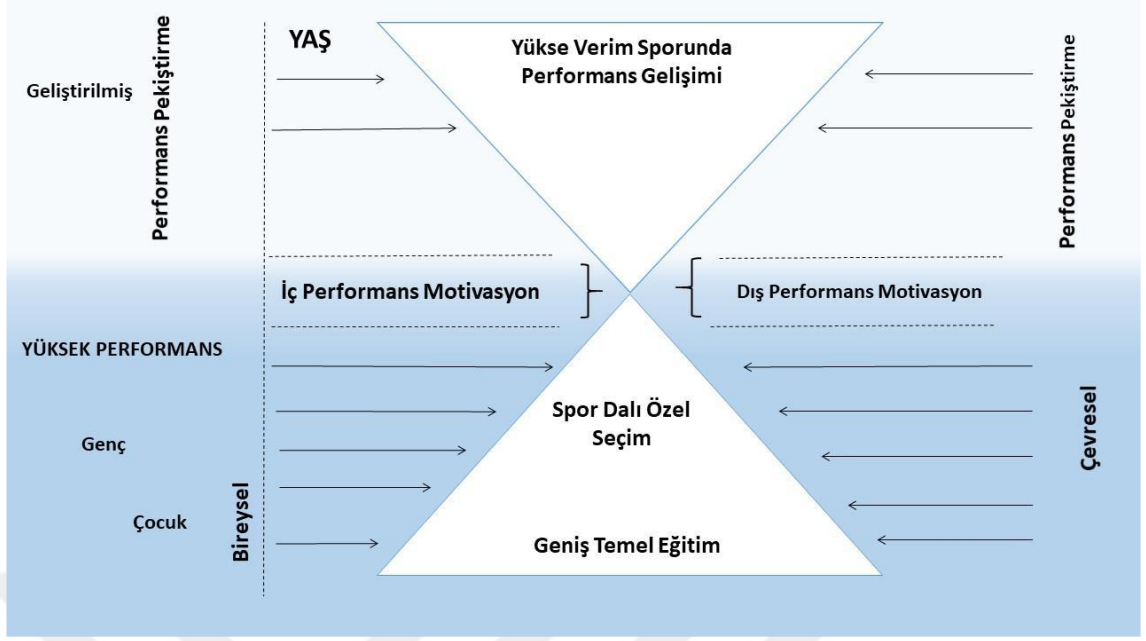 YAŞ
Yükse Verim Sporunda
Performans Gelişimi
Geliştirilmiş
Performans Pekiştirme
Performans Pekiştirme
İç Performans Motivasyon
Dış Performans Motivasyon
YÜKSEK PERFORMANS
Spor Dalı Özel
Seçim
Genç
Çevresel
Çocuk
Bireysel
Geniş Temel Eğitim